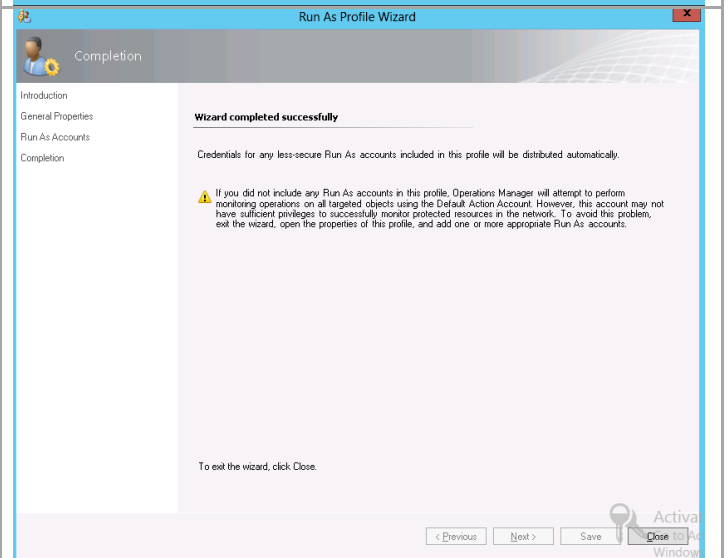 Run As Profile Wizard
x
Completion
Introduction
General Properties
Run As Accounts
Completion
Wizard completed successfully
Credentials for any less-secure Run As accounts included in this profile will be distributed automatically.
If you did not include any Run As accounts in this profile, Operations Manager will attempt to perform
monitoring operations on all targeted objects using the Default Action Account. However, this account may not
have sufficient privileges to successfully monitor protected resources in the network. To avoid this problem,
exit the wizard, open the properties of this profile, and add one or more appropriate Run As accounts.
To exit the wizard, click Close.
< Previous
Next >
Save
Close
Activa
to Ac
Window